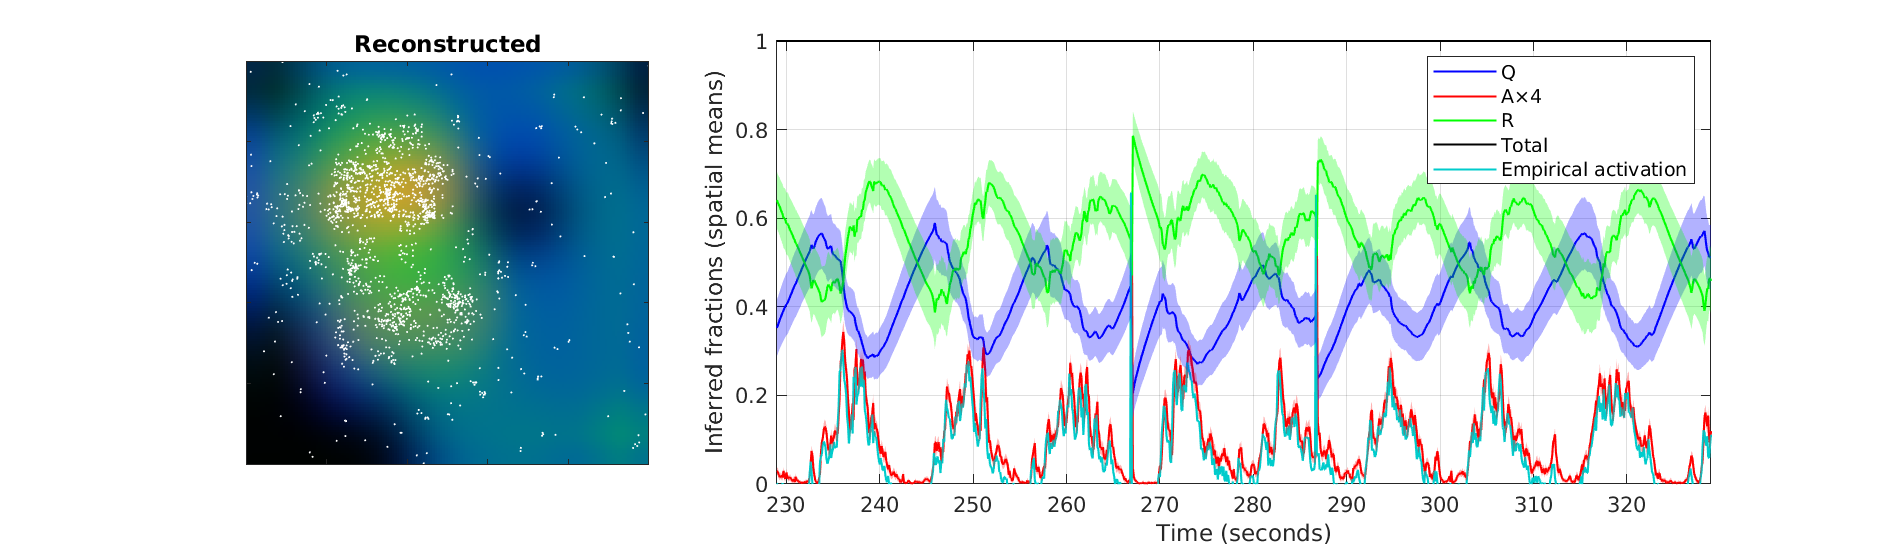 Reconstructed
Inferred fractions (spatial means)
1
0.8
0.6
0.4
0.2
0
Q
A×4
R
Total
Empirical activation
230 240 250 260 270 280 290 300 310 320
Time (seconds)